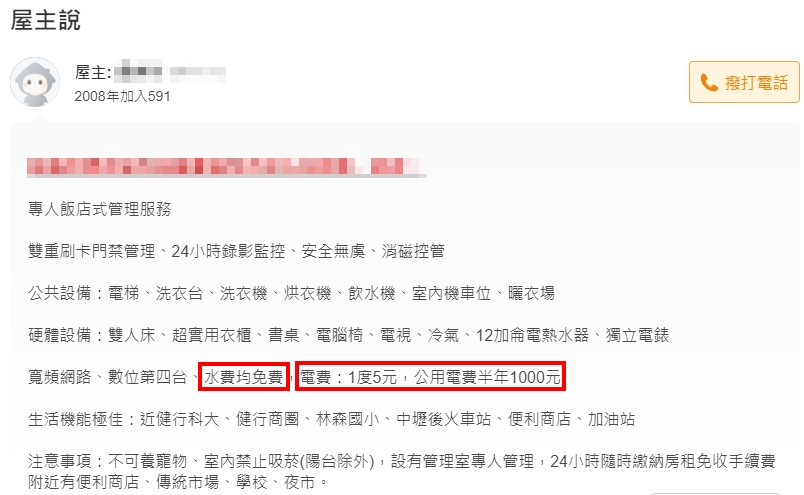 屋主說
屋主:
2008年加入591
撥打電話
專人飯店式管理服務
雙重刷卡門禁管理、24小時錄影監控、安全無虞、消磁控管
公共設備：電梯、洗衣台、洗衣機、烘衣機、飲水機、室內機車位、曬衣場
硬體設備：雙人床、超實用衣櫃、書桌、電腦椅、電視、冷氣、12加侖電熱水器、獨立電錶
寬頻網路、數位第四台、水費均免費，電費：1度5元，公用電費半年1000元
生活機能極佳：近健行科大、健行商圈、林森國小、中壢後火車站、便利商店、加油站
注意事項：不可養寵物、室內禁止吸菸(陽台除外)，設有管理室專人管理，24小時隨時繳納房租免收手續費
附近有便利商店、傳統市場、學校、夜市。